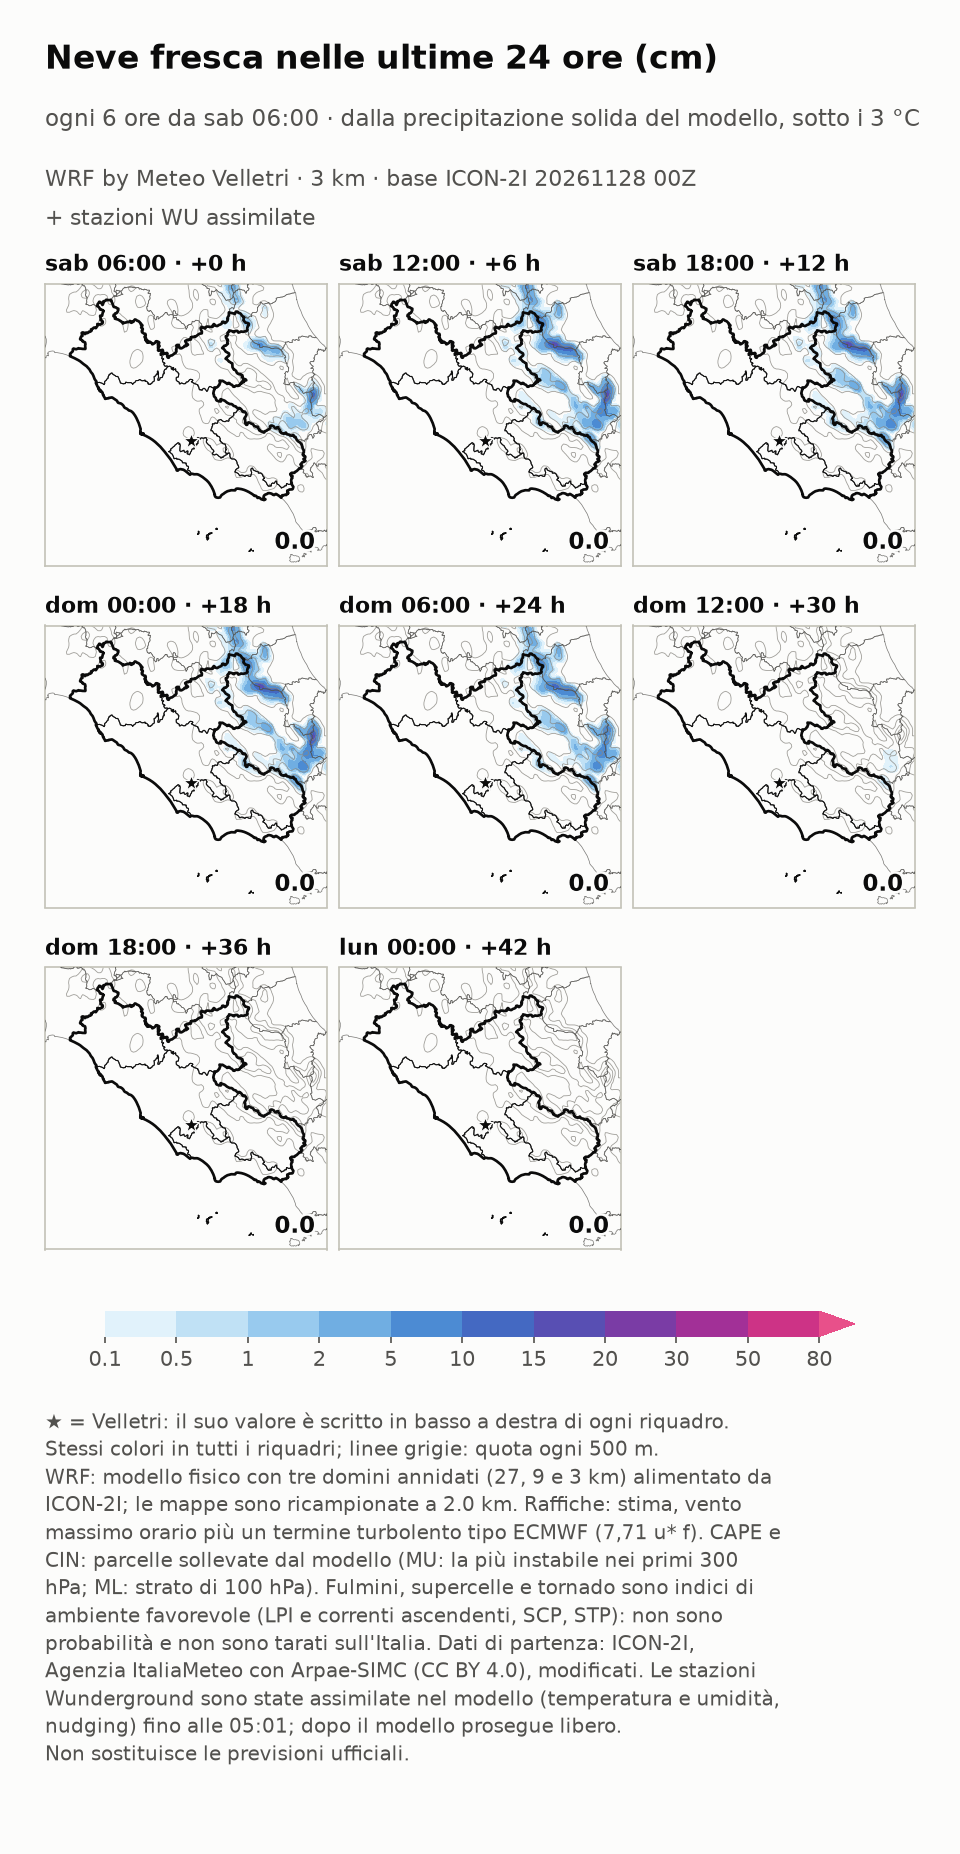 Neve fresca nelle ultime 24 ore (cm)
ogni 6 ore da sab 06:00 · dalla precipitazione solida del modello, sotto i 3 °C
WRF by Meteo Velletri · 3 km · base ICON-2I 20261128 00Z
+ stazioni WU assimilate
sab 06:00 · +0 h
sab 12:00 · +6 h
sab 18:00 · +12 h
0.0
0.0
0.0
dom 00:00 · +18 h
dom 06:00 · +24 h
dom 12:00 · +30 h
0.0
0.0
0.0
dom 18:00 · +36 h
lun 00:00 · +42 h
0.0
0.0
0.1 0.5 1 2 5 10 15 20 30 50 80
★ = Velletri: il suo valore è scritto in basso a destra di ogni riquadro.
Stessi colori in tutti i riquadri; linee grigie: quota ogni 500 m.
WRF: modello fisico con tre domini annidati (27, 9 e 3 km) alimentato da
ICON-2I; le mappe sono ricampionate a 2.0 km. Raffiche: stima, vento
massimo orario più un termine turbolento tipo ECMWF (7,71 u* f). CAPE e
CIN: parcelle sollevate dal modello (MU: la più instabile nei primi 300
hPa; ML: strato di 100 hPa). Fulmini, supercelle e tornado sono indici di
ambiente favorevole (LPI e correnti ascendenti, SCP, STP): non sono
probabilità e non sono tarati sull'Italia. Dati di partenza: ICON-2I,
Agenzia ItaliaMeteo con Arpae-SIMC (CC BY 4.0), modificati. Le stazioni
Wunderground sono state assimilate nel modello (temperatura e umidità,
nudging) fino alle 05:01; dopo il modello prosegue libero.
Non sostituisce le previsioni ufficiali.